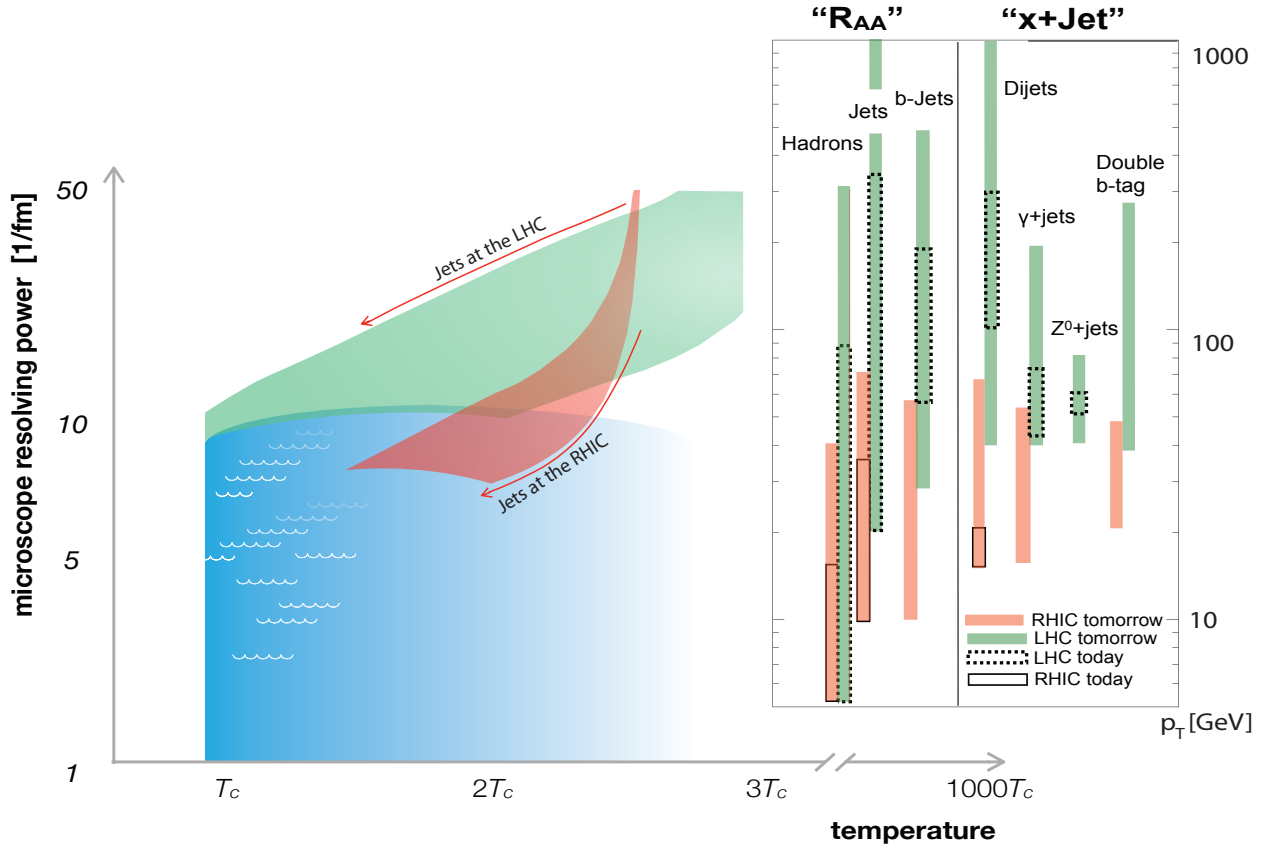 “RAA”
“x+Jet”
1000
Dijets
b-Jets
Jets
Hadrons
Double
b-tag
γ+jets
Z⁰+jets
100
10
RHIC tomorrow
LHC tomorrow
LHC today
RHIC today
pT [GeV]
microscope resolving power [1/fm]
50
10
5
1
Jets at the LHC
Jets at the RHIC
Tc
2Tc
3Tc
1000Tc
temperature